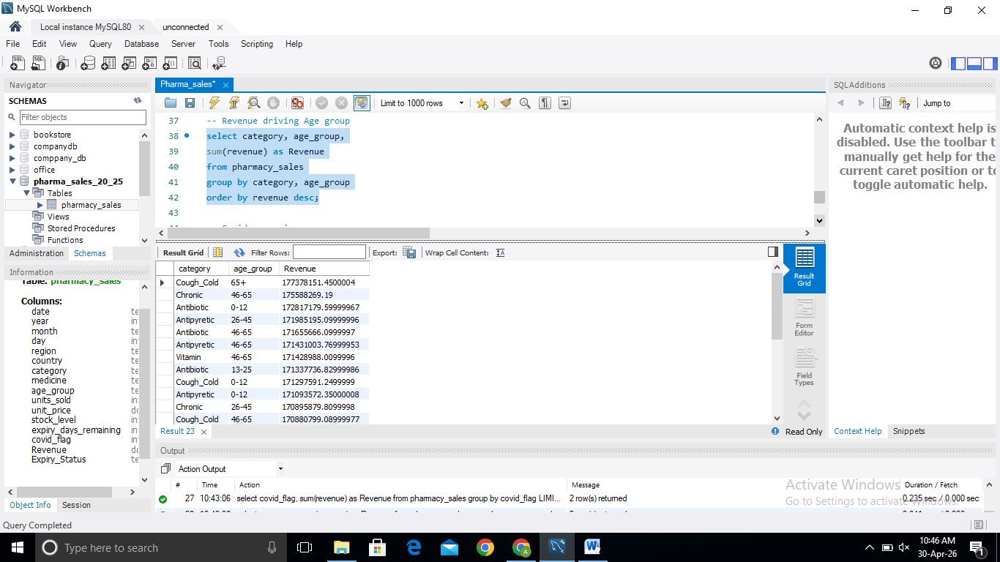 MySQL Workbench
Local instance MySQL80
unconnected
File Edit View Query Database Server Tools Scripting Help
Navigator
SCHEMAS
Filter objects
bookstore
companydb
comppany_db
office
pharma_sales_20_25
Tables
pharmacy_sales
Views
Stored Procedures
Functions
Administration Schemas
Information
Table: pharmacy_sales
Columns:
date te
year in
month te
day in
region te
country te
category te
medicine te
age_group te
units_sold in
unit_price do
stock_level in
expiry_days_remaining in
covid_flag in
Revenue do
Expiry_Status te
Object Info Session
Pharma_sales*
Limit to 1000 rows
37 -- Revenue driving Age group
38 select category, age_group,
39 sum(revenue) as Revenue
40 from pharmacy_sales
41 group by category, age_group
42 order by revenue desc;
43
Result Grid Filter Rows: Export: Wrap Cell Content:
category age_group Revenue
Cough_Cold 65+ 177378151.4500004
Chronic 46-65 175588269.19
Antibiotic 0-12 172817179.59999967
Antipyretic 26-45 171985195.09999996
Antibiotic 46-65 171655666.0999997
Antipyretic 46-65 171431003.76999953
Vitamin 46-65 171428988.0099996
Antibiotic 13-25 171337736.82999986
Cough_Cold 0-12 171297591.2499999
Antipyretic 0-12 171093572.35000008
Chronic 26-45 170895879.8099998
Cough_Cold 46-65 170880799.08999977
Result
Grid
Form
Editor
Field
Types
Result 23
Read Only
SQLAdditions
Jump to
Automatic context help is
disabled. Use the toolbar t
manually get help for the
current caret position or to
toggle automatic help.
Context Help Snippets
Output
Action Output
# Time Action Message Duration / Fetch
27 10:43:06 select covid_flag, sum(revenue) as Revenue from pharmacy_sales group by covid_flag LIMI... 2 row(s) returned 0.235 sec / 0.000 sec
Activate Windows
Go to Settings to activate Windows.
Query Completed
Type here to search
10:46 AM
30-Apr-26
1